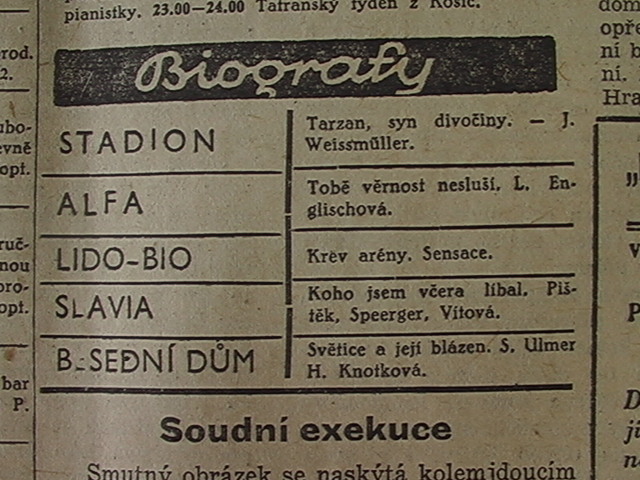 pianistky. 23.00—24.00 Tatranský týden z Košic.
Biografy
STADION
Tarzan, syn divočiny. — J.
Weissmüller.
ALFA
Tobě věrnost nesluší. L. En-
glischová.
LIDO-BIO
Krev arény. Sensace.
SLAVIA
Koho jsem včera líbal. Piš-
těk, Speerger, Vítová.
BESEDNÍ DŮM
Světice a její blázen. S. Ulmer
H. Knotková.
Soudní exekuce
Smutný obrázek se naskýtá kolemjdoucím